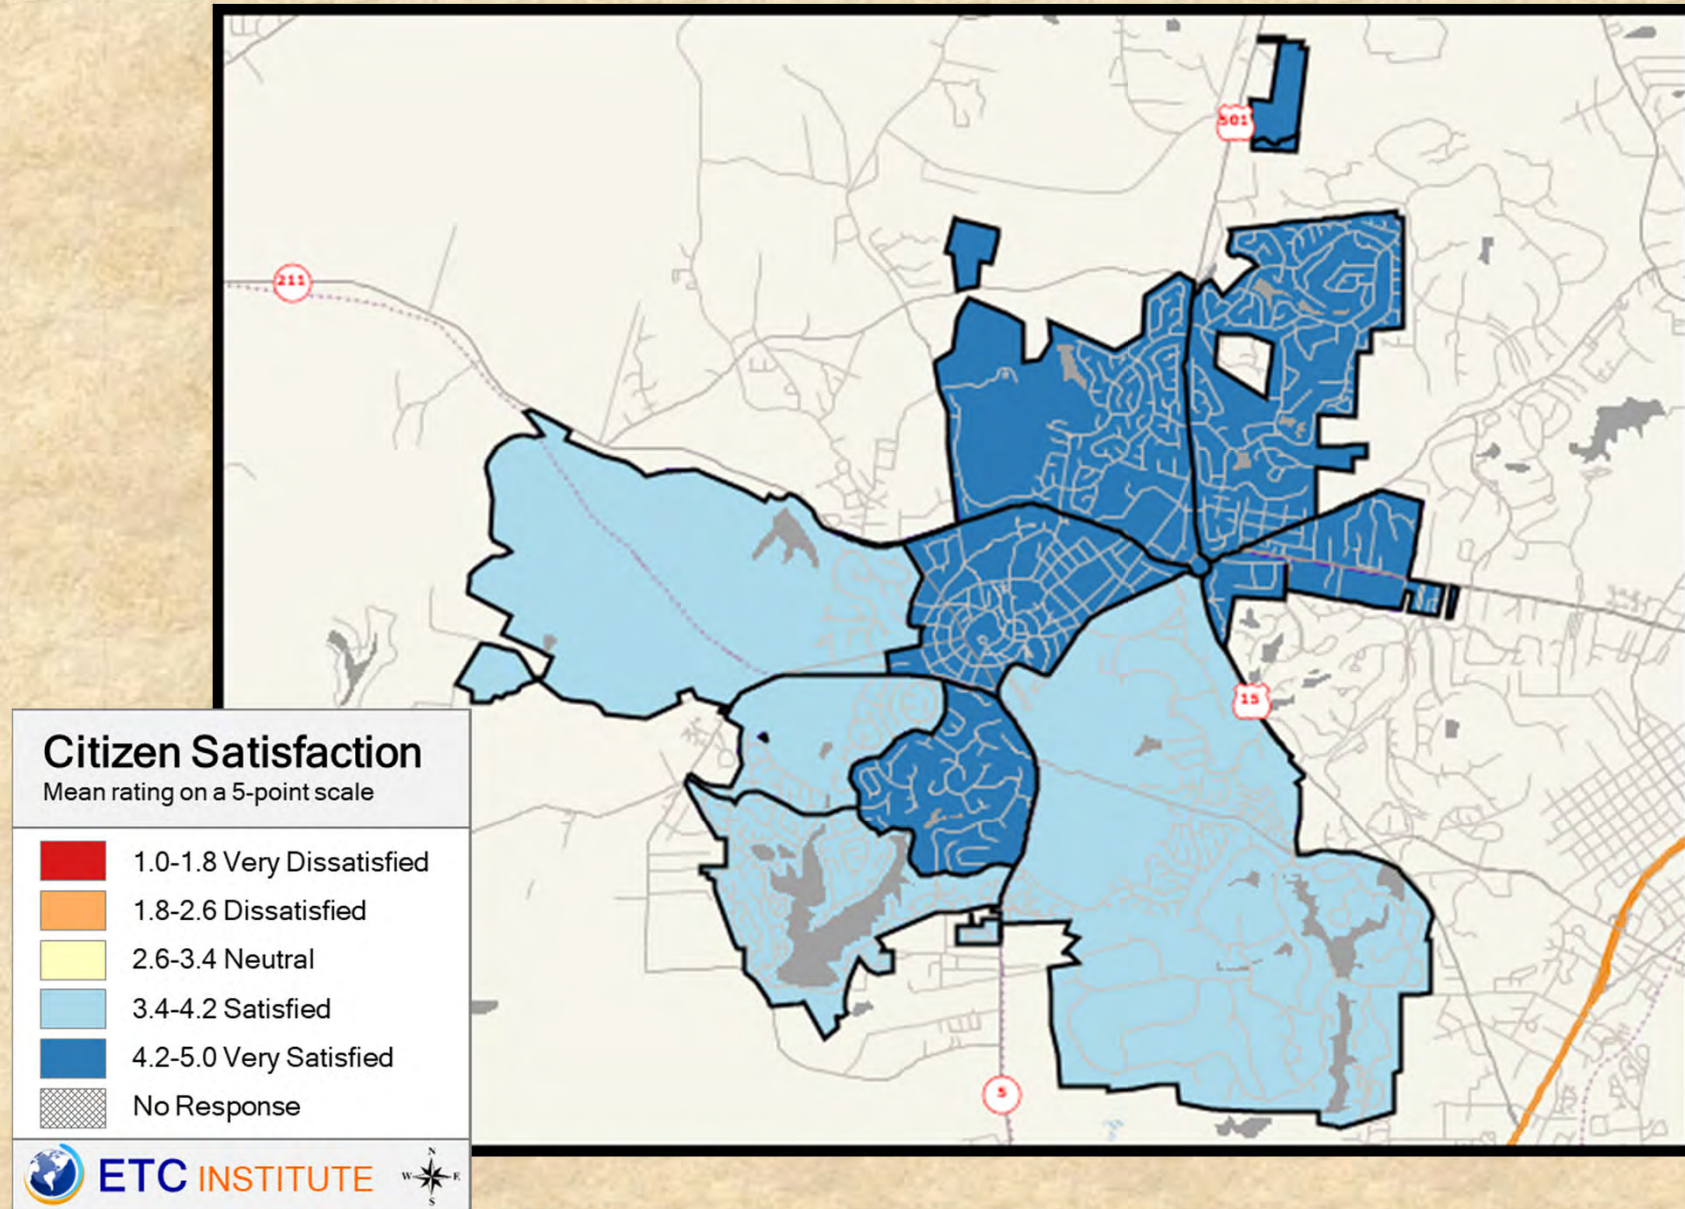 501
211
15
5
Citizen Satisfaction
Mean rating on a 5-point scale
1.0-1.8 Very Dissatisfied
1.8-2.6 Dissatisfied
2.6-3.4 Neutral
3.4-4.2 Satisfied
4.2-5.0 Very Satisfied
No Response
ETC INSTITUTE
N
W E
S